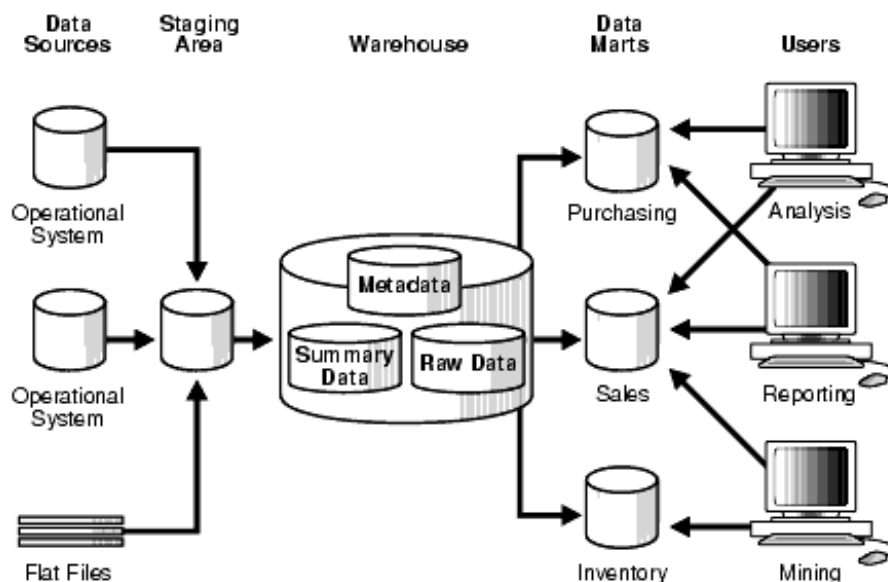 Data
Sources
Staging
Area
Warehouse
Data
Marts
Users
Operational
System
Purchasing
Analysis
Metadata
Summary
Data
Raw Data
Operational
System
Sales
Reporting
Flat Files
Inventory
Mining